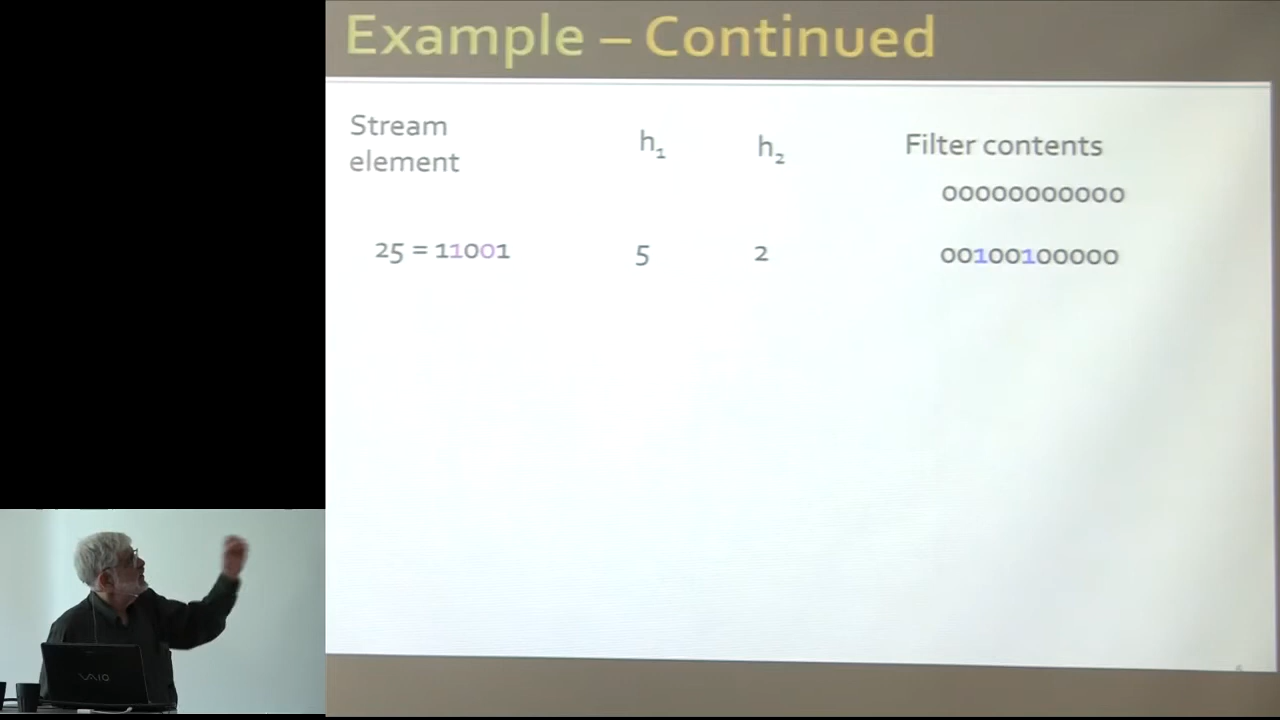 Example – Continued
Stream
element
h₁
h₂
Filter contents
00000000000
25 = 11001
5
2
00100100000
VAIO